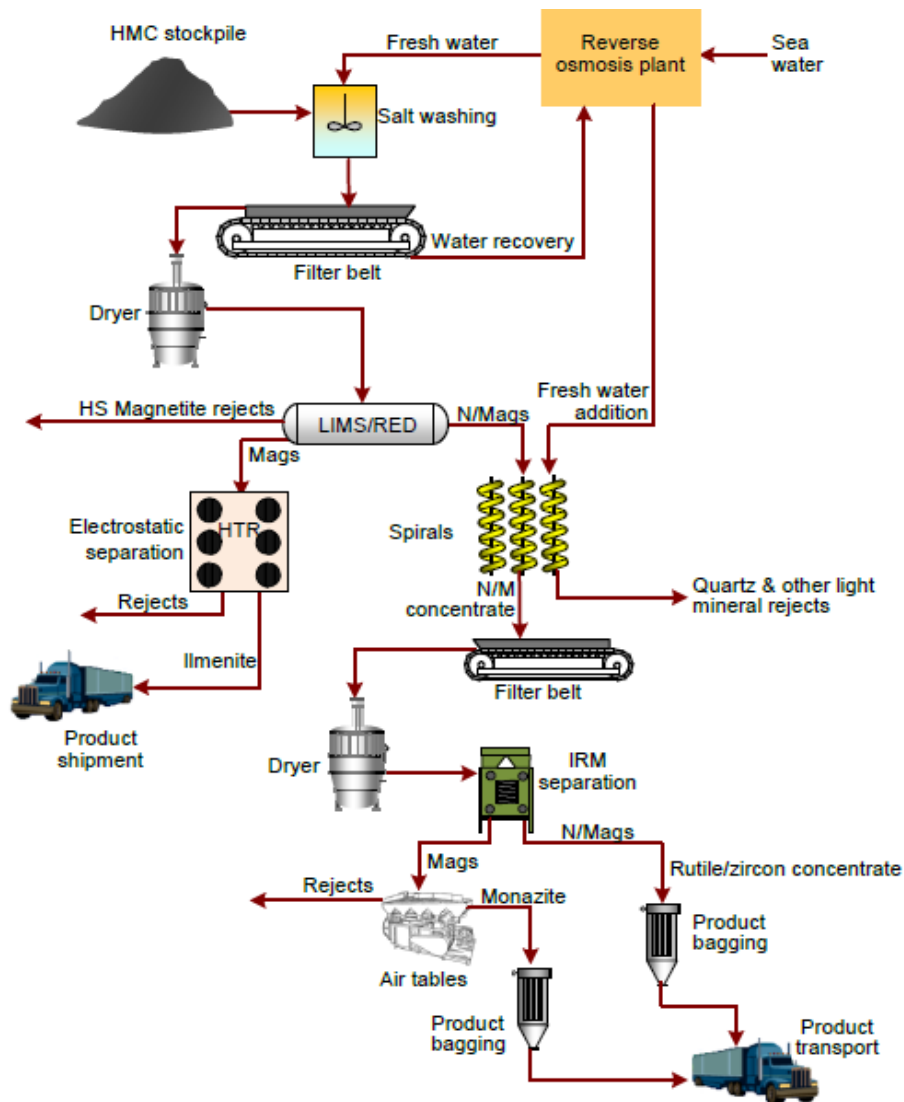 HMC stockpile
Fresh water
Reverse
osmosis plant
Sea
water
Salt washing
Water recovery
Filter belt
Dryer
Fresh water
addition
HS Magnetite rejects
LIMS/RED
N/Mags
Mags
Electrostatic
separation
HTR
Spirals
N/M
concentrate
Quartz & other light
mineral rejects
Rejects
Ilmenite
Filter belt
Product
shipment
Dryer
IRM
separation
N/Mags
Mags
Rutile/zircon concentrate
Rejects
Monazite
Product
bagging
Air tables
Product
bagging
Product
transport